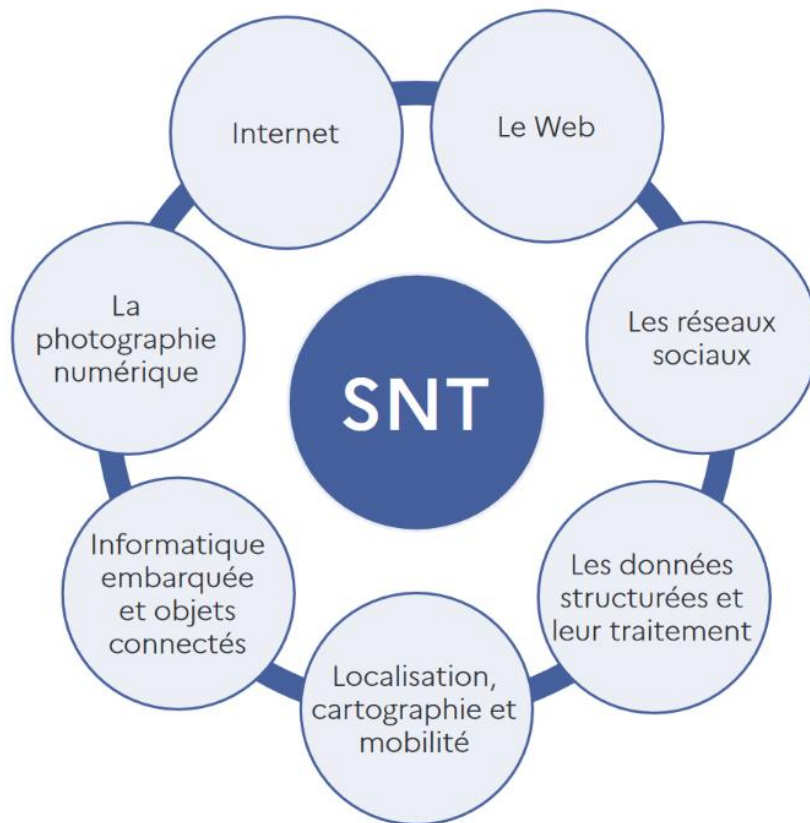 Internet
Le Web
Les réseaux
sociaux
Les données
structurées et
leur traitement
Localisation,
cartographie et
mobilité
Informatique
embarquée
et objets
connectés
La
photographie
numérique
SNT